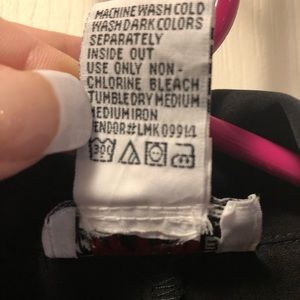 MACHINE WASH COLD
WASH DARK COLORS
SEPARATELY
INSIDE OUT
USE ONLY NON-
CHLORINE BLEACH
TUMBLE DRY MEDIUM
MEDIUM IRON
VENDOR#LMK09914
30C